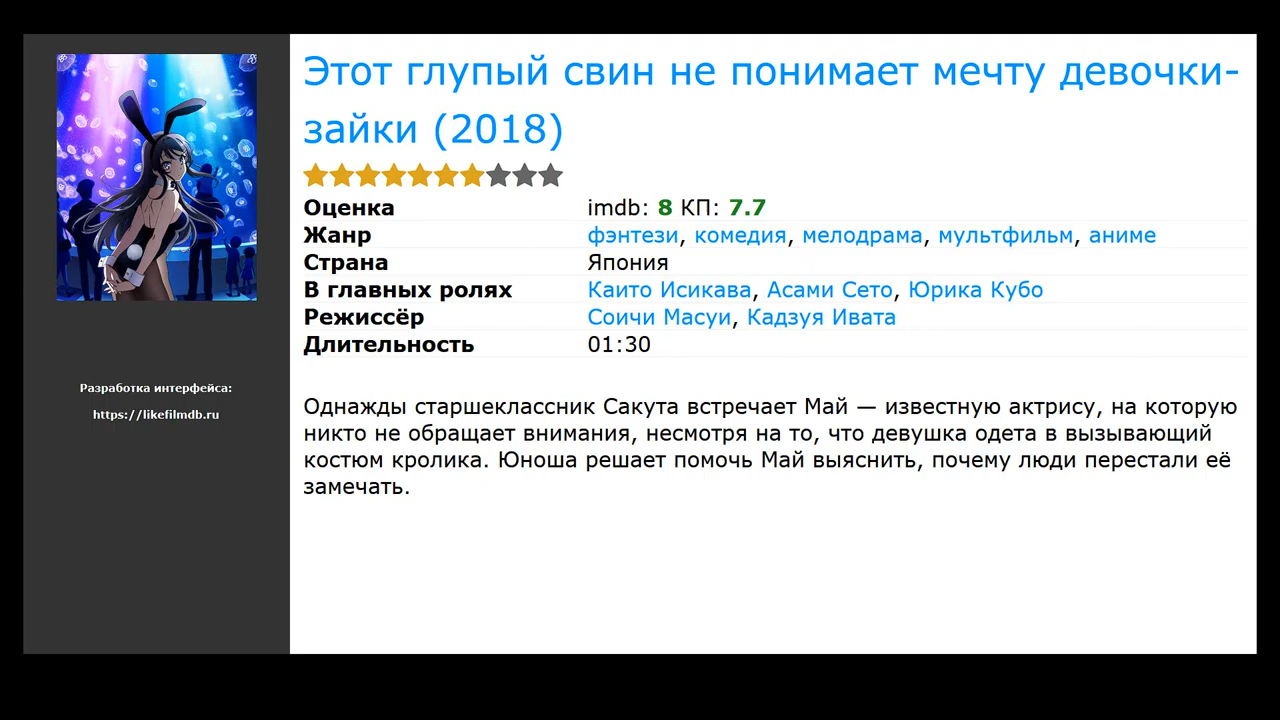 Этот глупый свин не понимает мечту девочки-
зайки (2018)
Оценка imdb: 8 КП: 7.7
Жанр фэнтези, комедия, мелодрама, мультфильм, аниме
Страна Япония
В главных ролях Каито Исикава, Асами Сето, Юрика Кубо
Режиссёр Соичи Масуи, Кадзуя Ивата
Длительность 01:30
Разработка интерфейса:
https://likefilmdb.ru
Однажды старшеклассник Сакута встречает Май — известную актрису, на которую
никто не обращает внимания, несмотря на то, что девушка одета в вызывающий
костюм кролика. Юноша решает помочь Май выяснить, почему люди перестали её
замечать.